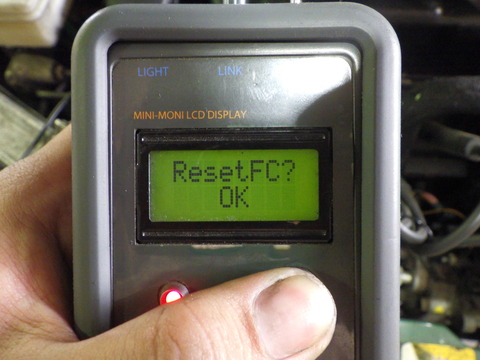 LIGHT LINK
MINI-MONI LCD DISPLAY
ResetFC?
OK